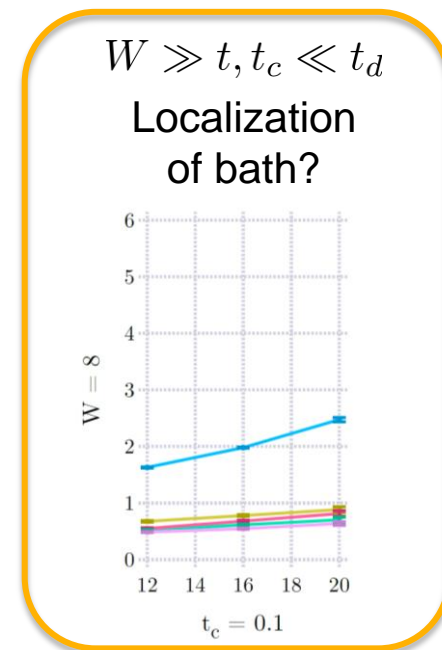 W ≫ t, t_c ≪ t_d
Localization
of bath?
6
5
4
3
2
1
0
W = 8
12 14 16 18 20
t_c = 0.1